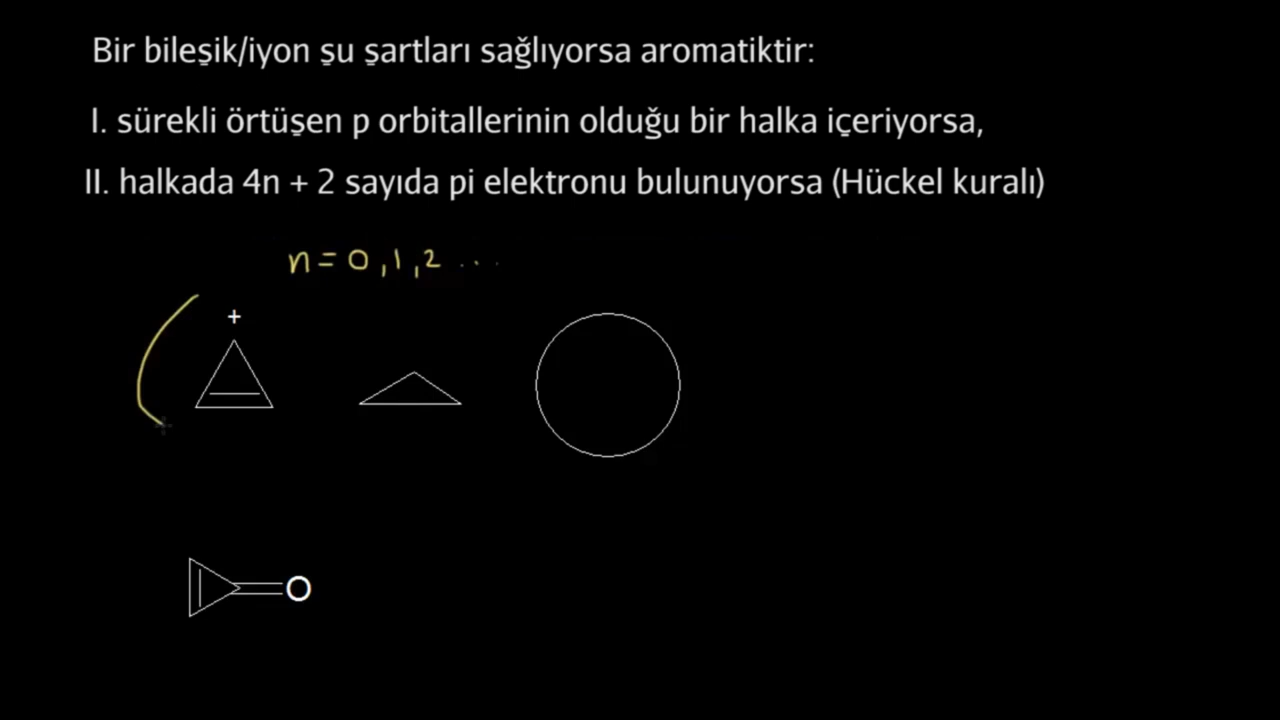 Bir bileşik/iyon şu şartları sağlıyorsa aromatiktir:
I. sürekli örtüşen p orbitallerinin olduğu bir halka içeriyorsa,
II. halkada 4n + 2 sayıda pi elektronu bulunuyorsa (Hückel kuralı)
n = 0, 1, 2 ...
+
O